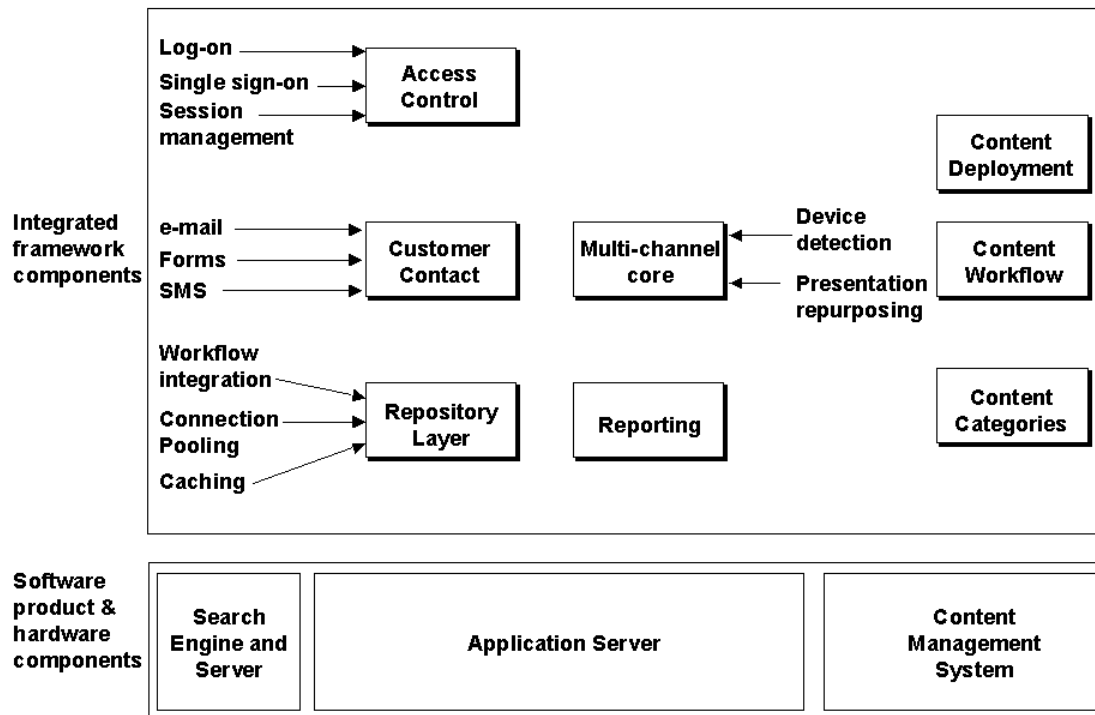 Log-on
Single sign-on
Session
management
Access
Control
Content
Deployment
Integrated
framework
components
e-mail
Forms
SMS
Customer
Contact
Multi-channel
core
Device
detection
Presentation
repurposing
Content
Workflow
Workflow
integration
Connection
Pooling
Caching
Repository
Layer
Reporting
Content
Categories
Software
product &
hardware
components
Search
Engine and
Server
Application Server
Content
Management
System